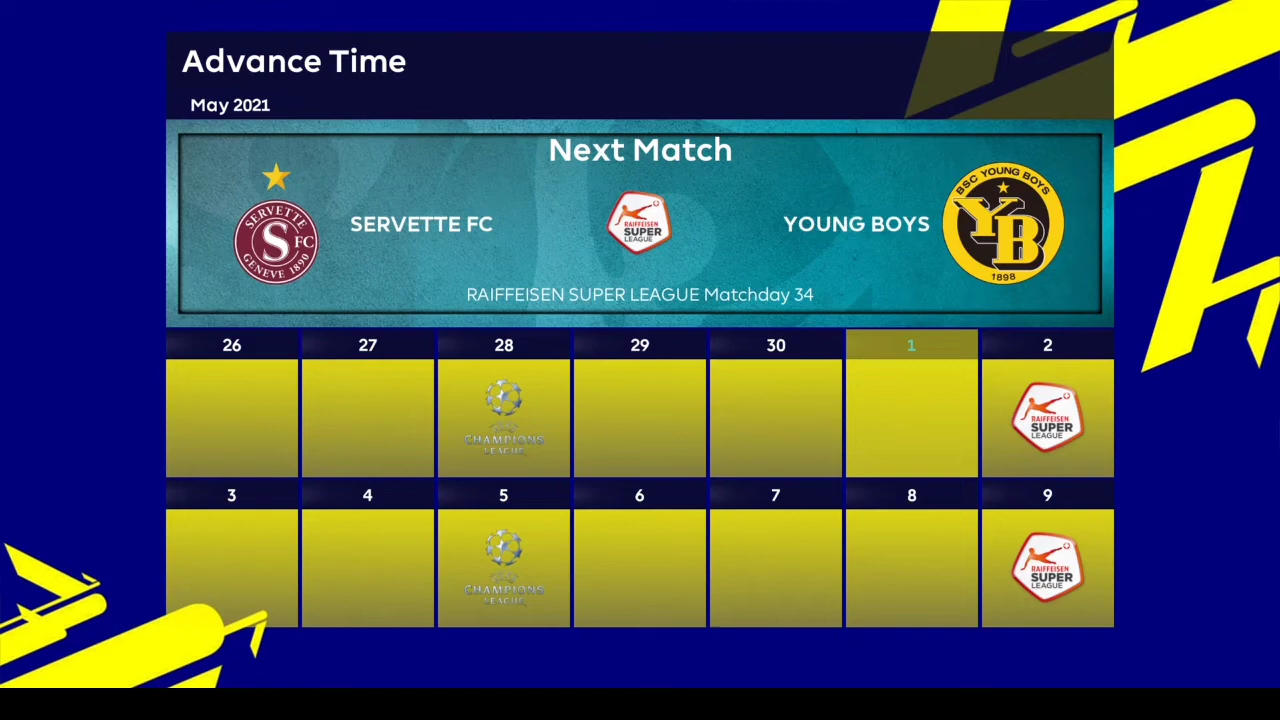 Advance Time
May 2021
Next Match
SERVETTE FC
GENEVE 1890
S
FC
SERVETTE FC
RAIFFEISEN
SUPER
LEAGUE
YOUNG BOYS
BSC YOUNG BOYS
YB
1898
RAIFFEISEN SUPER LEAGUE Matchday 34
26 27 28 29 30 1 2
CHAMPIONS
LEAGUE
RAIFFEISEN
SUPER
LEAGUE
3 4 5 6 7 8 9
CHAMPIONS
LEAGUE
RAIFFEISEN
SUPER
LEAGUE